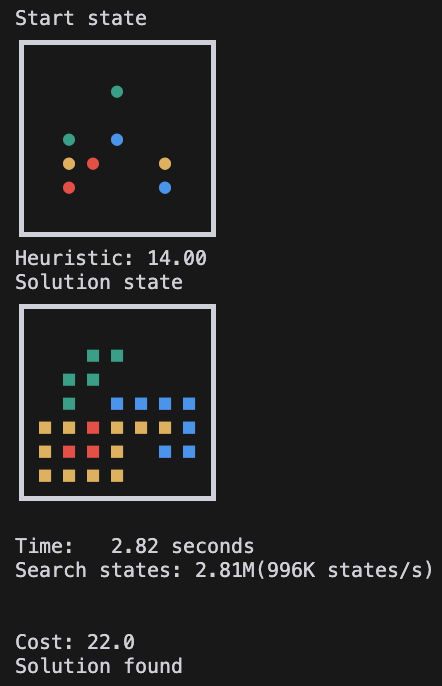 Start state
Heuristic: 14.00
Solution state
Time:   2.82 seconds
Search states: 2.81M(996K states/s)
Cost: 22.0
Solution found